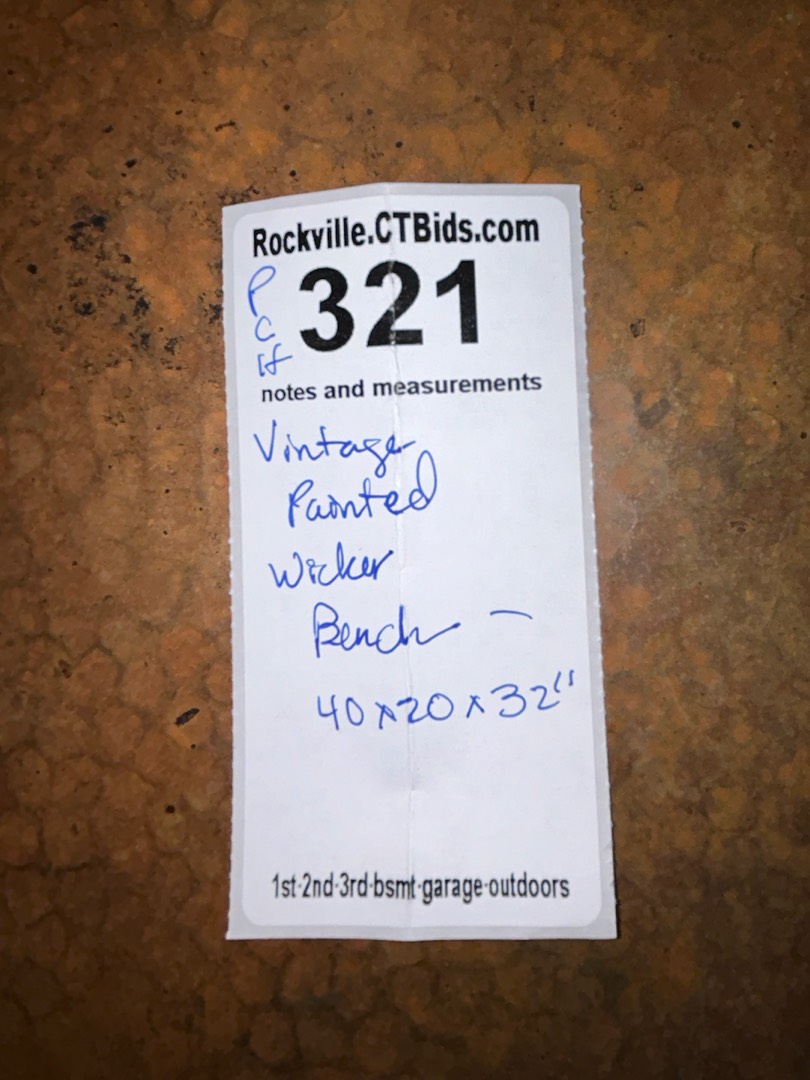 Rockville.CTBids.com
P
C
321
notes and measurements
Vintage
Painted
Wicker
Bench –
40x20x32"
1st-2nd-3rd-bsmt-garage-outdoors